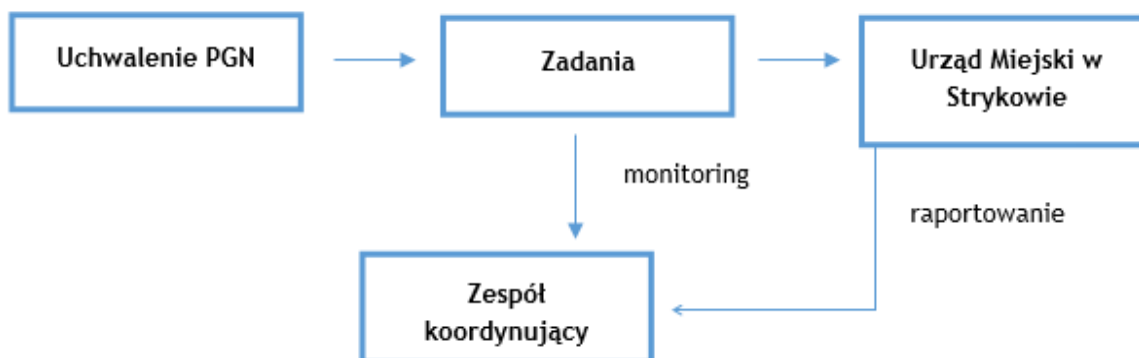 Uchwalenie PGN
Zadania
Urząd Miejski w
Strykowie
monitoring
raportowanie
Zespół
koordynujący